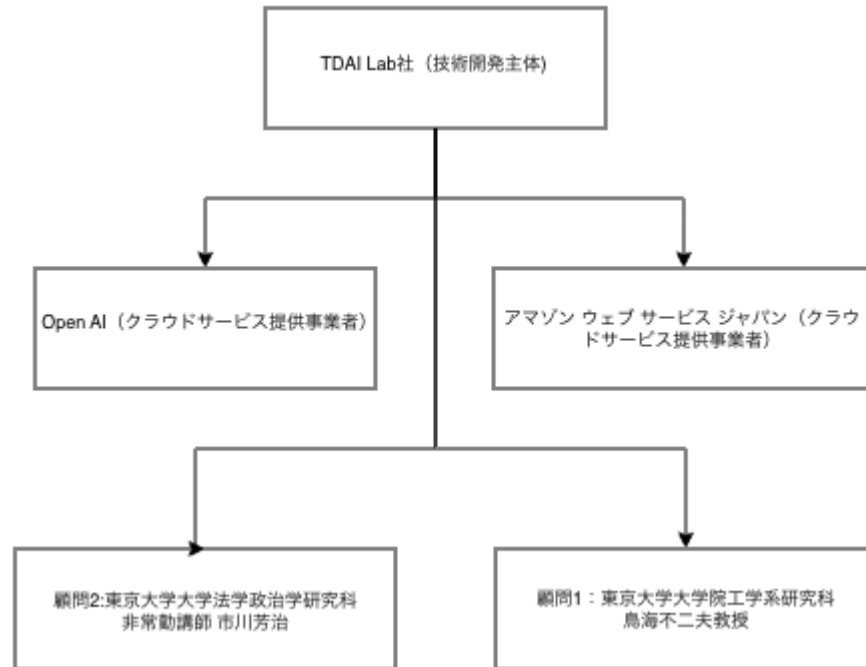 TDAI Lab社（技術開発主体)
Open AI（クラウドサービス提供事業者）
アマゾン ウェブ サービス ジャパン（クラウ
ドサービス提供事業者）
顧問2:東京大学大学法学政治学研究科
非常勤講師 市川芳治
顧問1：東京大学大学院工学系研究科
鳥海不二夫教授